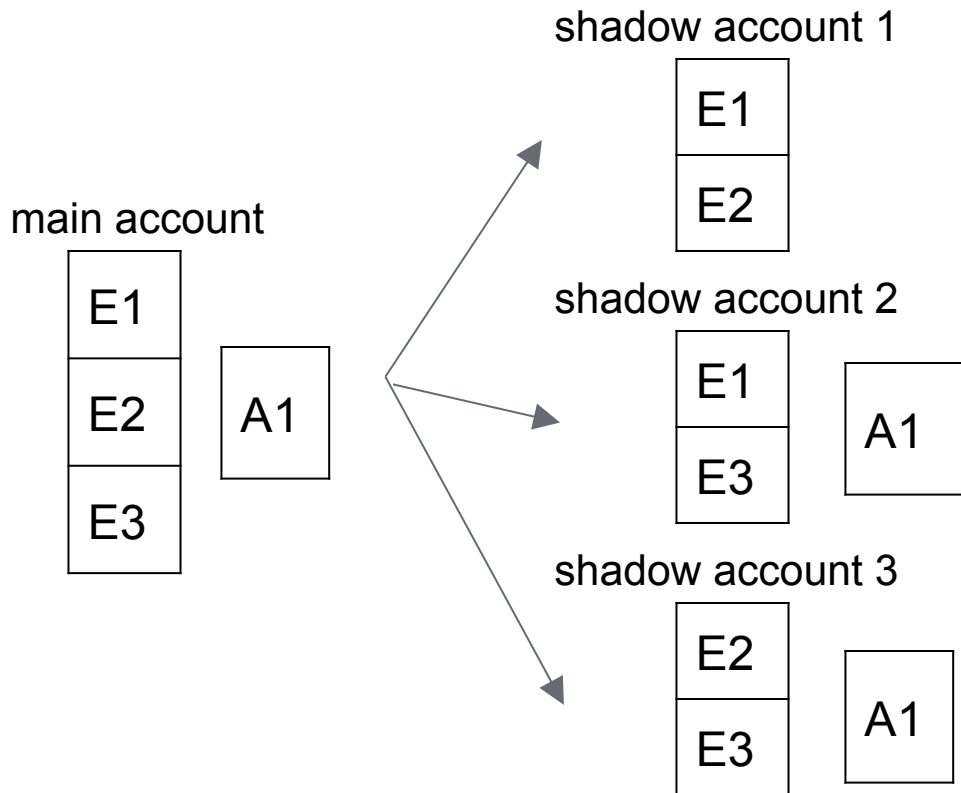 main account
E1
E2
E3
A1
shadow account 1
E1
E2
shadow account 2
E1
E3
A1
shadow account 3
E2
E3
A1